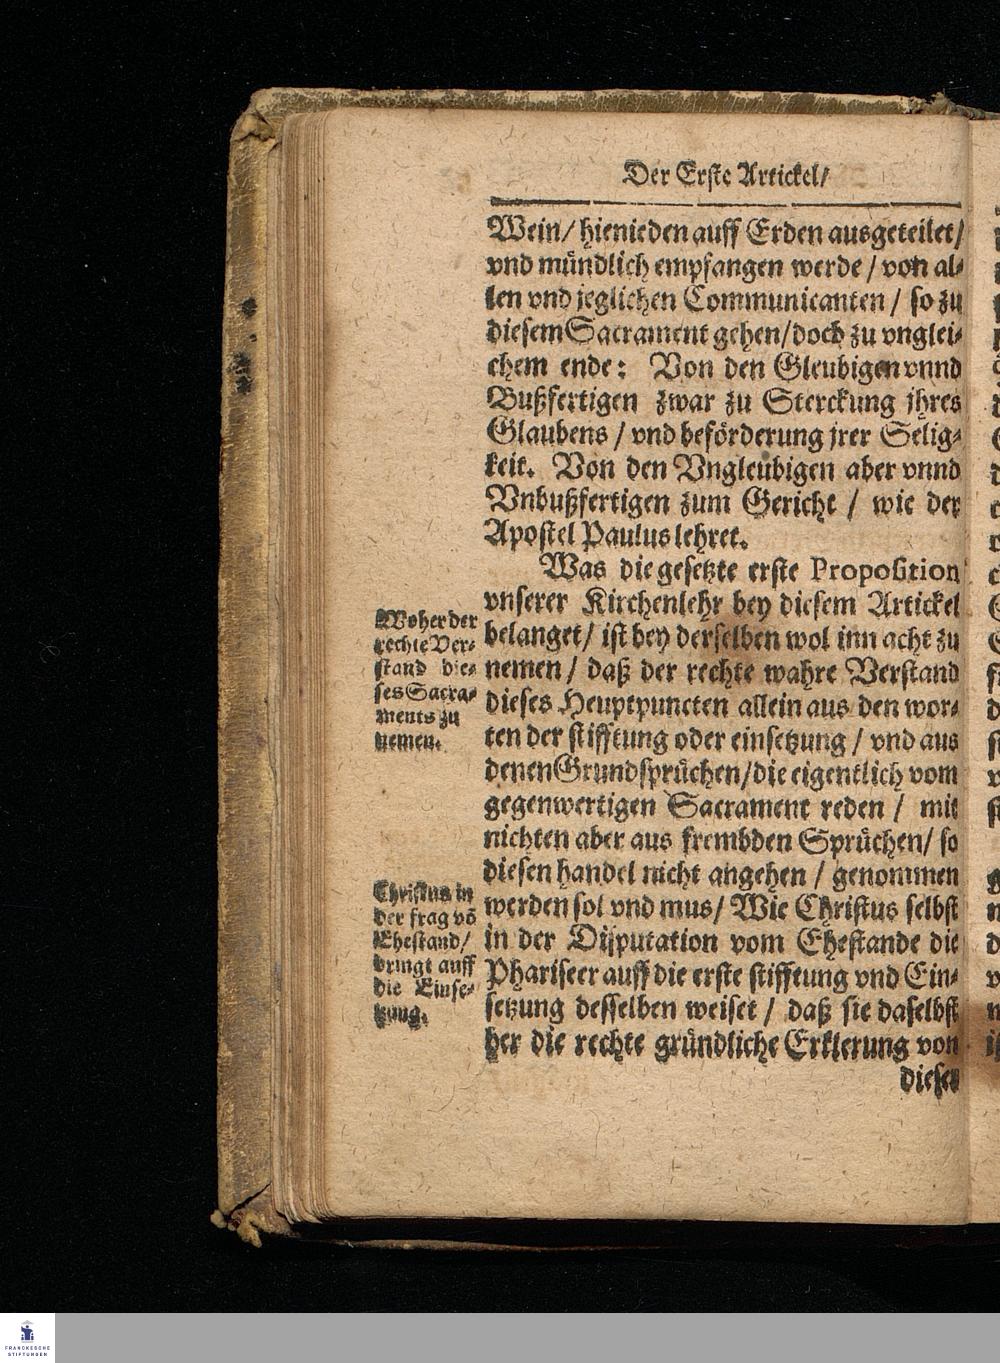 Der Erste Artickel/
Wein/ hienieden auff Erden ausgeteilet/
vnd mündlich empfangen werde / von al-
len vnd jeglichen Communicanten / so zu
diesem Sacrament gehen/doch zu vnglei-
chem ende: Von den Gleubigen vnnd
Bußfertigen zwar zu Sterckung jhres
Glaubens / vnd beförderung jrer Selig-
keit. Von den Vngleubigen aber vnnd
Vnbußfertigen zum Gericht / wie der
Apostel Paulus lehret.
Was die gesetzte erste Proposition
vnserer Kirchenlehr bey diesem Artickel
belanget/ ist bey derselben wol inn acht zu
nemen / daß der rechte wahre Verstand
dieses Heuptpuncten allein aus den wor-
ten der stifftung oder einsetzung / vnd aus
denen Grundsprüchen/die eigentlich vom
gegenwertigen Sacrament reden / mit
nichten aber aus frembden Sprüchen/ so
diesen handel nicht angehen / genommen
werden sol vnd mus/ Wie Christus selbst
in der Disputation vom Ehestande die
Phariseer auff die erste stifftung vnd Ein-
setzung desselben weiset / daß sie daselbst
her die rechte gründliche Erklerung von
dieser
Woher der
rechte Ver-
stand die-
ses Sacra-
ments zu
nemen.
Christus in
der frag võ
Ehestand/
bringt auff
die Einse-
tzung.
FRANCKESCHE
STIFTUNGEN